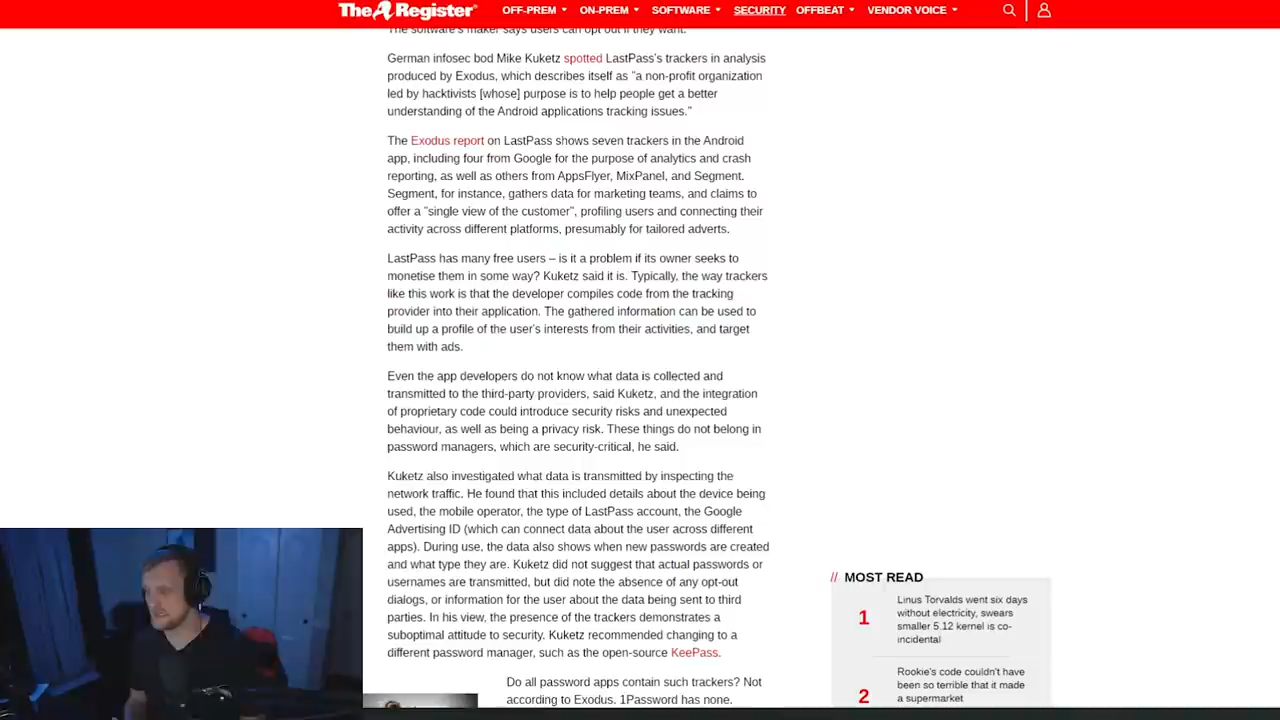 The A Register
OFF-PREM ON-PREM SOFTWARE SECURITY OFFBEAT VENDOR VOICE
The software's maker says users can opt out if they want.
German infosec bod Mike Kuketz spotted LastPass's trackers in analysis
produced by Exodus, which describes itself as "a non-profit organization
led by hacktivists [whose] purpose is to help people get a better
understanding of the Android applications tracking issues."
The Exodus report on LastPass shows seven trackers in the Android
app, including four from Google for the purpose of analytics and crash
reporting, as well as others from AppsFlyer, MixPanel, and Segment.
Segment, for instance, gathers data for marketing teams, and claims to
offer a "single view of the customer", profiling users and connecting their
activity across different platforms, presumably for tailored adverts.
LastPass has many free users – is it a problem if its owner seeks to
monetise them in some way? Kuketz said it is. Typically, the way trackers
like this work is that the developer compiles code from the tracking
provider into their application. The gathered information can be used to
build up a profile of the user's interests from their activities, and target
them with ads.
Even the app developers do not know what data is collected and
transmitted to the third-party providers, said Kuketz, and the integration
of proprietary code could introduce security risks and unexpected
behaviour, as well as being a privacy risk. These things do not belong in
password managers, which are security-critical, he said.
Kuketz also investigated what data is transmitted by inspecting the
network traffic. He found that this included details about the device being
used, the mobile operator, the type of LastPass account, the Google
Advertising ID (which can connect data about the user across different
apps). During use, the data also shows when new passwords are created
and what type they are. Kuketz did not suggest that actual passwords or
usernames are transmitted, but did note the absence of any opt-out
dialogs, or information for the user about the data being sent to third
parties. In his view, the presence of the trackers demonstrates a
suboptimal attitude to security. Kuketz recommended changing to a
different password manager, such as the open-source KeePass.
Do all password apps contain such trackers? Not
according to Exodus. 1Password has none.
// MOST READ
1
Linus Torvalds went six days
without electricity, swears
smaller 5.12 kernel is co-
incidental
2
Rookie's code couldn't have
been so terrible that it made
a supermarket